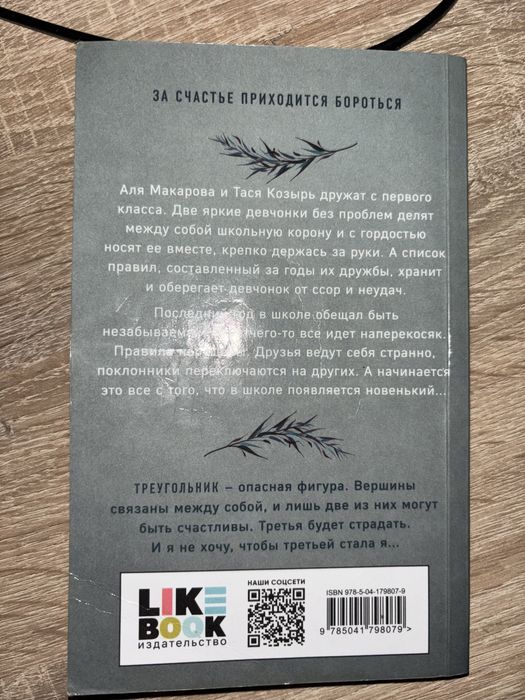 ЗА СЧАСТЬЕ ПРИХОДИТСЯ БОРОТЬСЯ
Аля Макарова и Тася Козырь дружат с первого
класса. Две яркие девчонки без проблем делят
между собой школьную корону и с гордостью
носят ее вместе, крепко держась за руки. А список
правил, составленный за годы их дружбы, хранит
и оберегает девчонок от ссор и неудач.
Последний год в школе обещал быть
все идет наперекосяк.
Правила Друзья ведут себя странно,
поклонники переключаются на других. А начинается
это все с того, что в школе появляется новенький...
ТРЕУГОЛЬНИК – опасная фигура. Вершины
связаны между собой, и лишь две из них могут
быть счастливы. Третья будет страдать.
И я не хочу, чтобы третьей стала я...
LIKE
BOOK
ИЗДАТЕЛЬСТВО
НАШИ СОЦСЕТИ
ISBN 978-5-04-179807-9
9 785041 798079 >